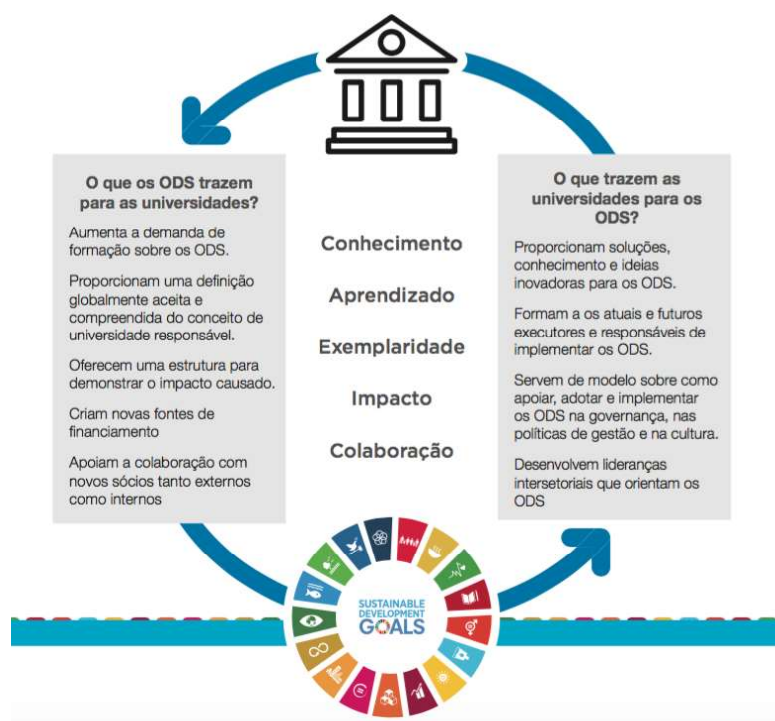 O que os ODS trazem
para as universidades?
Aumenta a demanda de
formação sobre os ODS.
Proporcionam uma definição
globalmente aceita e
compreendida do conceito de
universidade responsável.
Oferecem uma estrutura para
demonstrar o impacto causado.
Criam novas fontes de
financiamento
Apoiam a colaboração com
novos sócios tanto externos
como internos
Conhecimento
Aprendizado
Exemplaridade
Impacto
Colaboração
O que trazem as
universidades para os
ODS?
Proporcionam soluções,
conhecimento e ideias
inovadoras para os ODS.
Formam a os atuais e futuros
executores e responsáveis de
implementar os ODS.
Servem de modelo sobre como
apoiar, adotar e implementar
os ODS na governança, nas
políticas de gestão e na cultura.
Desenvolvem lideranças
intersetoriais que orientam os
ODS
SUSTAINABLE
DEVELOPMENT
GOALS